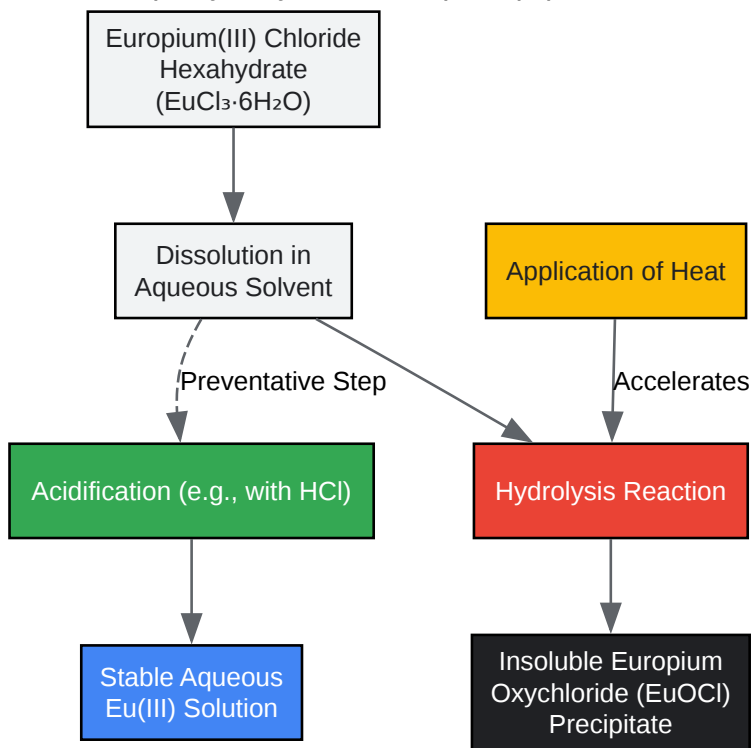 Europium(III) Chloride
Hexahydrate
(EuCl₃·6H₂O)
Dissolution in
Aqueous Solvent
Application of Heat
Preventative Step
Accelerates
Acidification (e.g., with HCl)
Hydrolysis Reaction
Stable Aqueous
Eu(III) Solution
Insoluble Europium
Oxychloride (EuOCl)
Precipitate